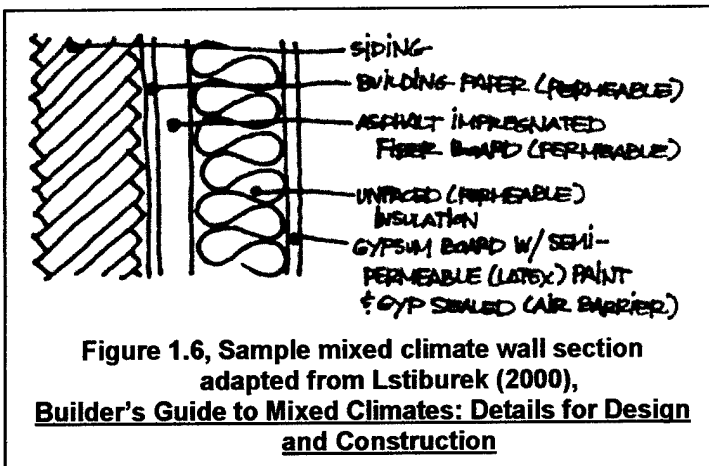 SIDING
BUILDING PAPER (PERMEABLE)
ASPHALT IMPREGNATED
FIBER BOARD (PERMEABLE)
UNFACED (PERMEABLE)
INSULATION
GYPSUM BOARD W/ SEMI-
PERMEABLE (LATEX) PAINT
& GYP SEALED (AIR BARRIER)
Figure 1.6, Sample mixed climate wall section
adapted from Lstiburek (2000),
Builder's Guide to Mixed Climates: Details for Design
and Construction